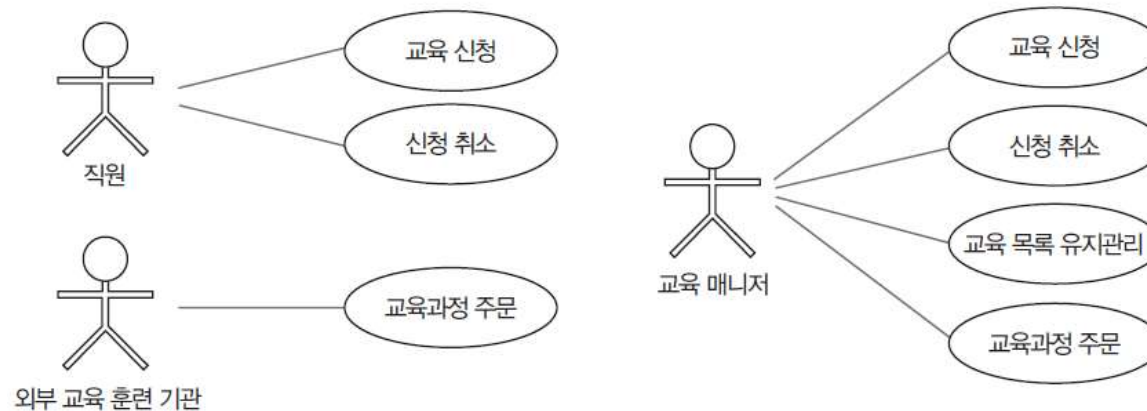 교육 신청
신청 취소
직원
교육과정 주문
외부 교육 훈련 기관
교육 신청
신청 취소
교육 목록 유지관리
교육 매니저
교육과정 주문